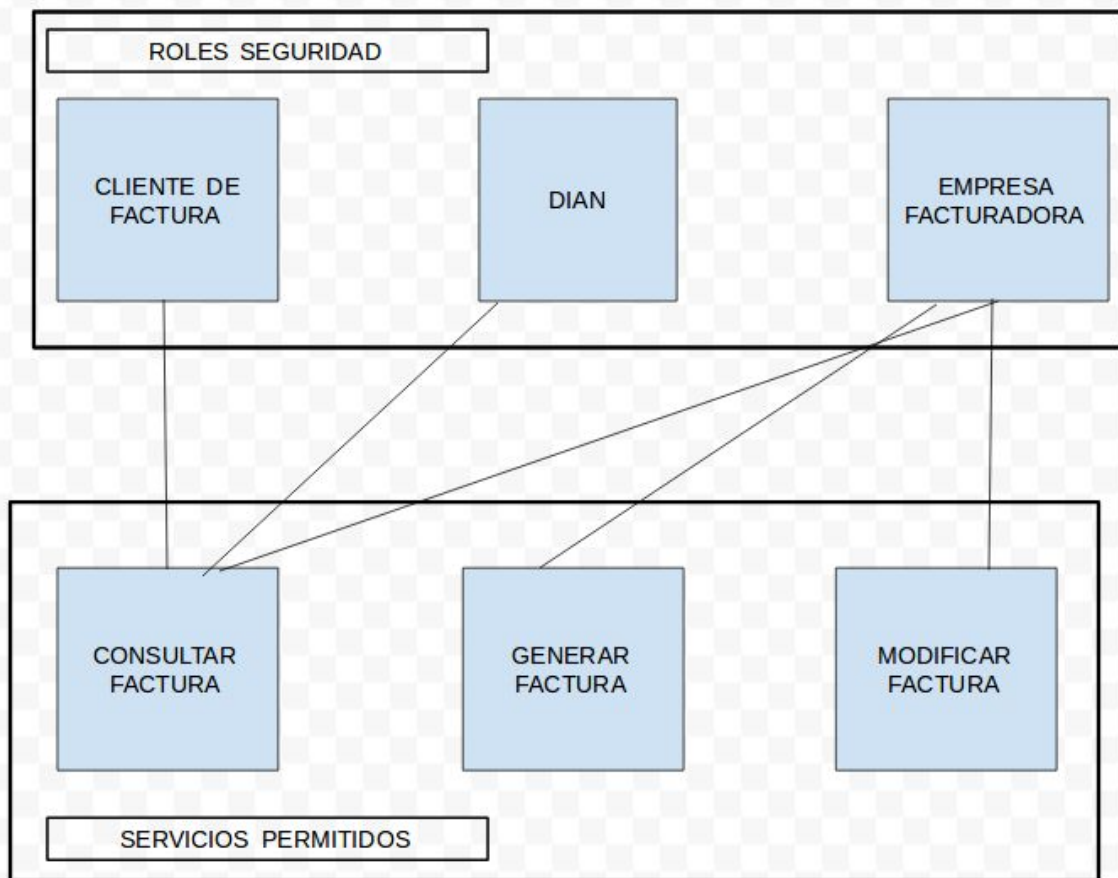 ROLES SEGURIDAD
CLIENTE DE
FACTURA
DIAN
EMPRESA
FACTURADORA
CONSULTAR
FACTURA
GENERAR
FACTURA
MODIFICAR
FACTURA
SERVICIOS PERMITIDOS